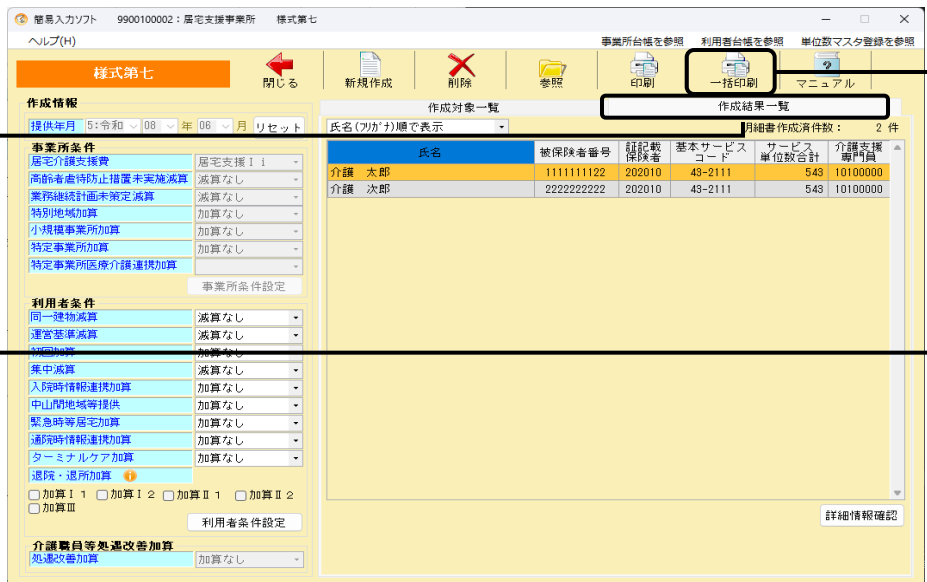 簡易入力ソフト 9900100002：居宅支援事業所 様式第七
ヘルプ(H) 事業所台帳を参照 利用者台帳を参照 単位数マスタ登録を参照
様式第七 閉じる 新規作成 削除 参照 印刷 一括印刷 マニュアル
作成情報 作成対象一覧 作成結果一覧
提供年月 5:令和 08 年 06 月 リセット 氏名(フリガナ)順で表示 明細書作成済件数： 2 件
事業所条件
氏名 被保険者番号 証記載保険者 基本サービスコード サービス単位数合計 介護支援専門員
介護 太郎 1111111122 202010 43-2111 543 10100000
介護 次郎 2222222222 202010 43-2111 543 10100000
居宅介護支援費 居宅支援Ⅰⅰ
高齢者虐待防止措置未実施減算 減算なし
業務継続計画未策定減算 減算なし
特別地域加算 加算なし
小規模事業所加算 加算なし
特定事業所加算 加算なし
特定事業所医療介護連携加算
事業所条件設定
利用者条件
同一建物減算 減算なし
運営基準減算 減算なし
初回加算 加算なし
集中減算 減算なし
入院時情報連携加算 加算なし
中山間地域等提供 加算なし
緊急時等居宅加算 加算なし
通院時情報連携加算 加算なし
ターミナルケア加算 加算なし
退院・退所加算
加算Ⅰ１ 加算Ⅰ２ 加算Ⅱ１ 加算Ⅱ２
加算Ⅲ
利用者条件設定 詳細情報確認
介護職員等処遇改善加算
処遇改善加算 加算なし